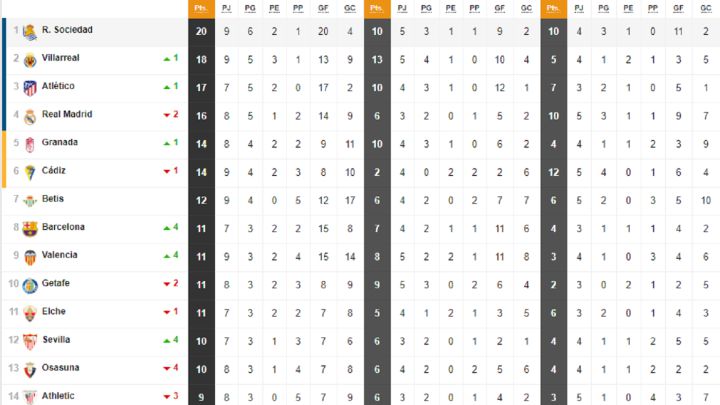 Pts. PJ PG PE PP GF GC Pts. PJ PG PE PP GF GC Pts. PJ PG PE PP GF GC
1 R. Sociedad 20 9 6 2 1 20 4 10 5 3 1 1 9 2 10 4 3 1 0 11 2
2 Villarreal 1 18 9 5 3 1 13 9 13 5 4 1 0 10 4 5 4 1 2 1 3 5
3 Atlético 1 17 7 5 2 0 17 2 10 4 3 1 0 12 1 7 3 2 1 0 5 1
4 Real Madrid 2 16 8 5 1 2 14 9 6 3 2 0 1 5 2 10 5 3 1 1 9 7
5 Granada 1 14 8 4 2 2 9 11 10 4 3 1 0 6 2 4 4 1 1 2 3 9
6 Cádiz 1 14 9 4 2 3 8 10 2 4 0 2 2 2 6 12 5 4 0 1 6 4
7 Betis 12 9 4 0 5 12 17 6 4 2 0 2 7 7 6 5 2 0 3 5 10
8 Barcelona 4 11 7 3 2 2 15 8 7 4 2 1 1 11 6 4 3 1 1 1 4 2
9 Valencia 4 11 9 3 2 4 15 14 8 5 2 2 1 11 8 3 4 1 0 3 4 6
10 Getafe 2 11 8 3 2 3 8 9 9 5 3 0 2 6 4 2 3 0 2 1 2 5
11 Elche 1 11 7 3 2 2 7 8 5 4 1 2 1 3 5 6 3 2 0 1 4 3
12 Sevilla 4 10 7 3 1 3 7 6 6 3 2 0 1 2 1 4 4 1 1 2 5 5
13 Osasuna 4 10 8 3 1 4 7 8 6 4 2 0 2 5 6 4 4 1 1 2 2 2
14 Athletic 3 9 8 3 0 5 7 9 6 3 2 0 1 4 2 3 5 1 0 4 3 7